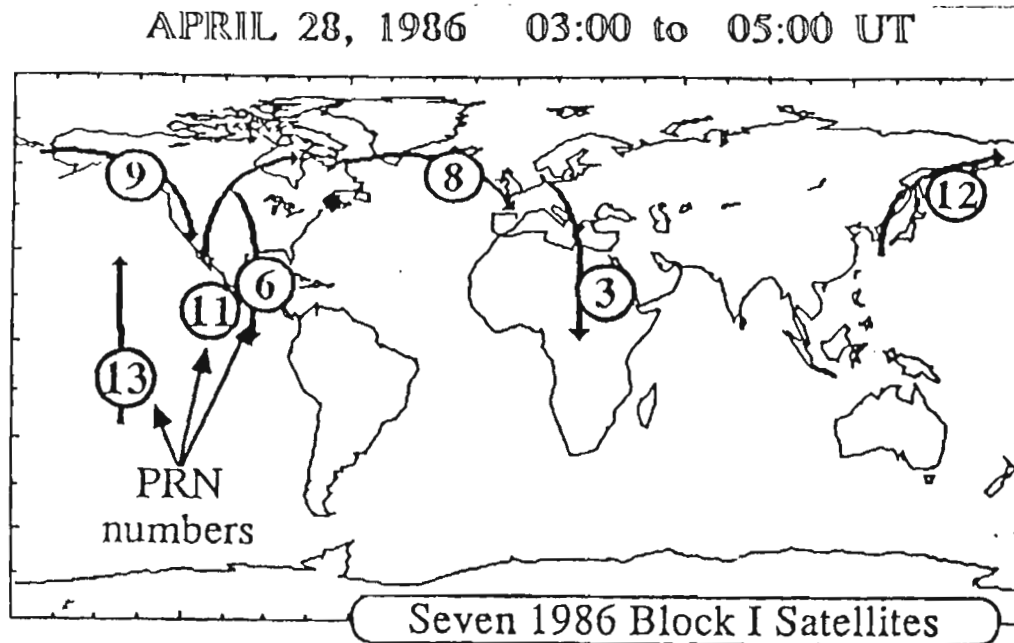 APRIL 28, 1986 03:00 to 05:00 UT
9
8
12
11
6
3
13
PRN
numbers
Seven 1986 Block I Satellites